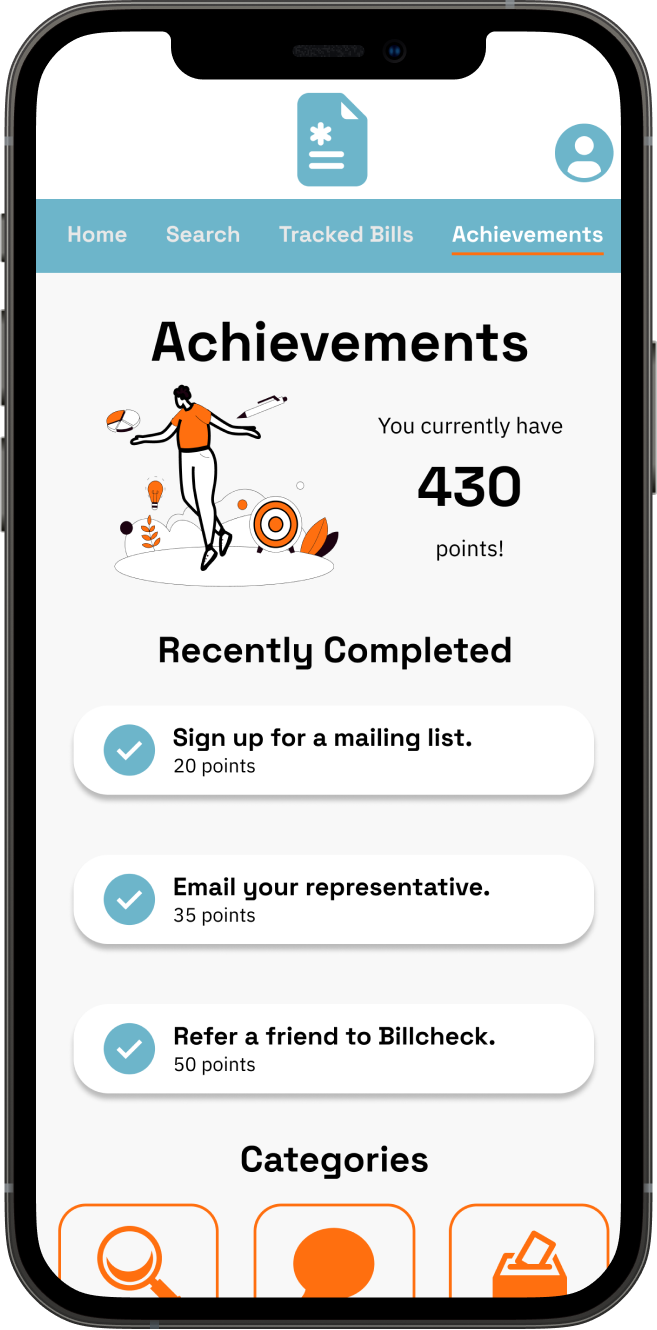 Home Search Tracked Bills Achievements
Achievements
You currently have
430
points!
Recently Completed
Sign up for a mailing list.
20 points
Email your representative.
35 points
Refer a friend to Billcheck.
50 points
Categories